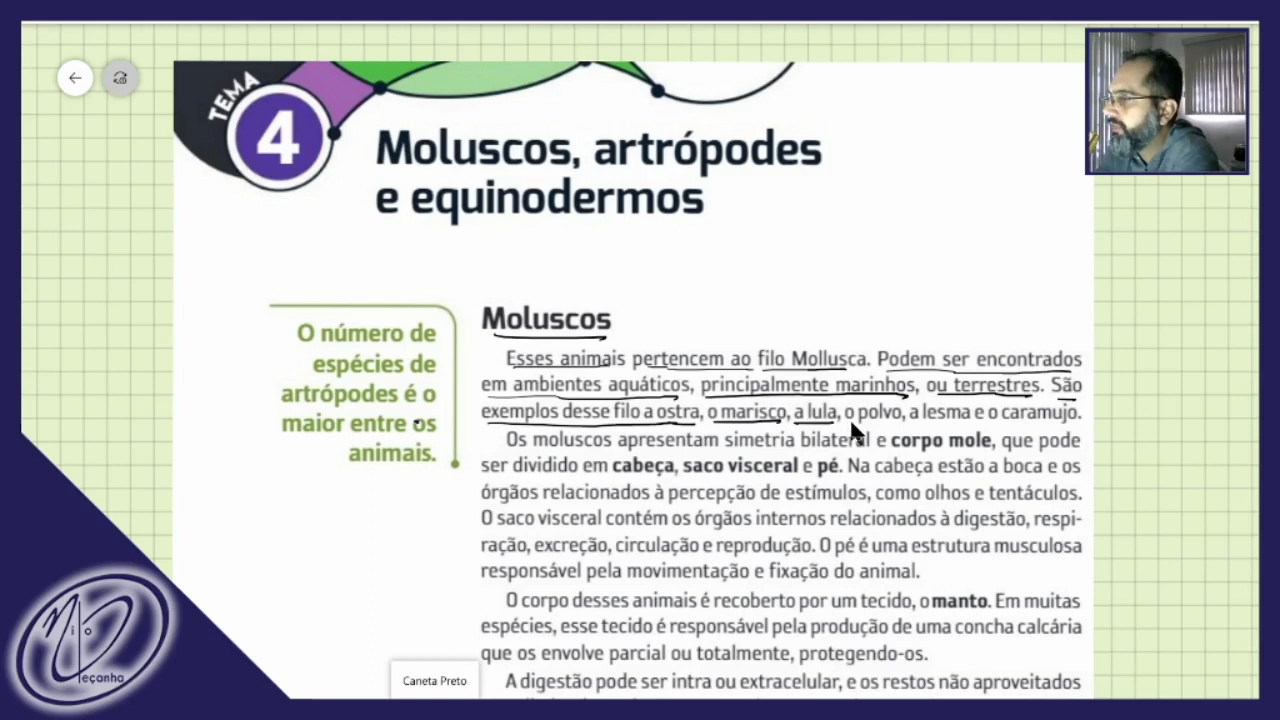 TEMA
4
Moluscos, artrópodes
e equinodermos
O número de
espécies de
artrópodes é o
maior entre os
animais.
Moluscos
Esses animais pertencem ao filo Mollusca. Podem ser encontrados
em ambientes aquáticos, principalmente marinhos, ou terrestres. São
exemplos desse filo a ostra, o marisco, a lula, o polvo, a lesma e o caramujo.
Os moluscos apresentam simetria bilateral e corpo mole, que pode
ser dividido em cabeça, saco visceral e pé. Na cabeça estão a boca e os
órgãos relacionados à percepção de estímulos, como olhos e tentáculos.
O saco visceral contém os órgãos internos relacionados à digestão, respi-
ração, excreção, circulação e reprodução. O pé é uma estrutura musculosa
responsável pela movimentação e fixação do animal.
O corpo desses animais é recoberto por um tecido, o manto. Em muitas
espécies, esse tecido é responsável pela produção de uma concha calcária
que os envolve parcial ou totalmente, protegendo-os.
A digestão pode ser intra ou extracelular, e os restos não aproveitados
Caneta Preto